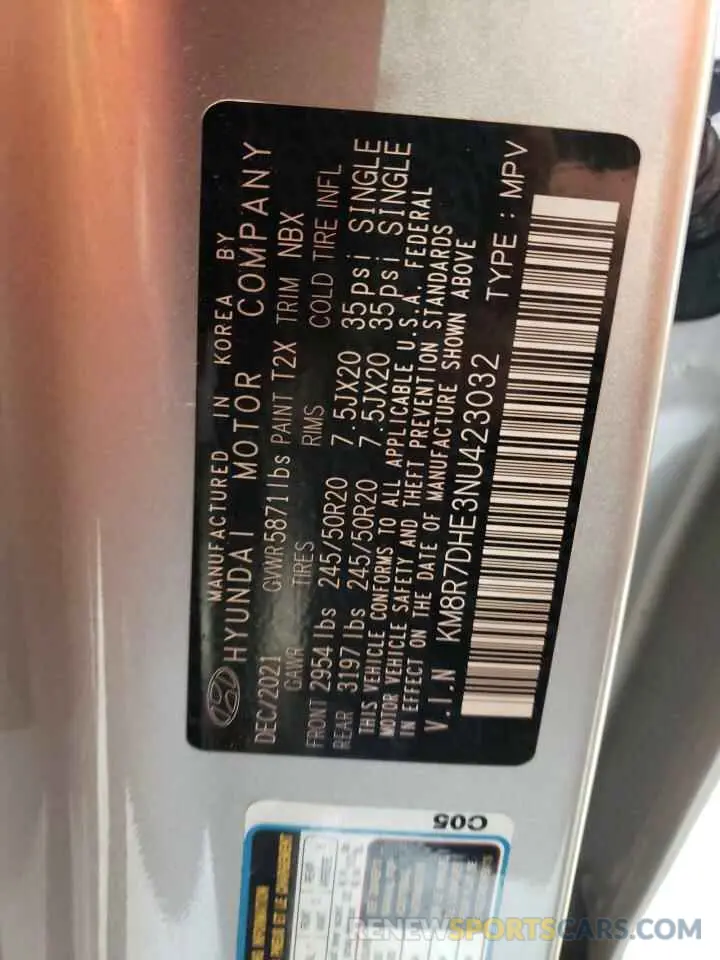 MANUFACTURED IN KOREA BY
HYUNDAI MOTOR COMPANY
DEC/2021 GVWR5871lbs PAINT T2X TRIM NBX
GAWR TIRES RIMS COLD TIRE INFL
FRONT 2954lbs 245/50R20 7.5JX20 35psi SINGLE
REAR 3197lbs 245/50R20 7.5JX20 35psi SINGLE
THIS VEHICLE CONFORMS TO ALL APPLICABLE U.S.A. FEDERAL
MOTOR VEHICLE SAFETY AND THEFT PREVENTION STANDARDS
IN EFFECT ON THE DATE OF MANUFACTURE SHOWN ABOVE
V.I.N KM8R7DHE3NU423032 TYPE : MPV
C05
RENEWSPORTSCARS.COM